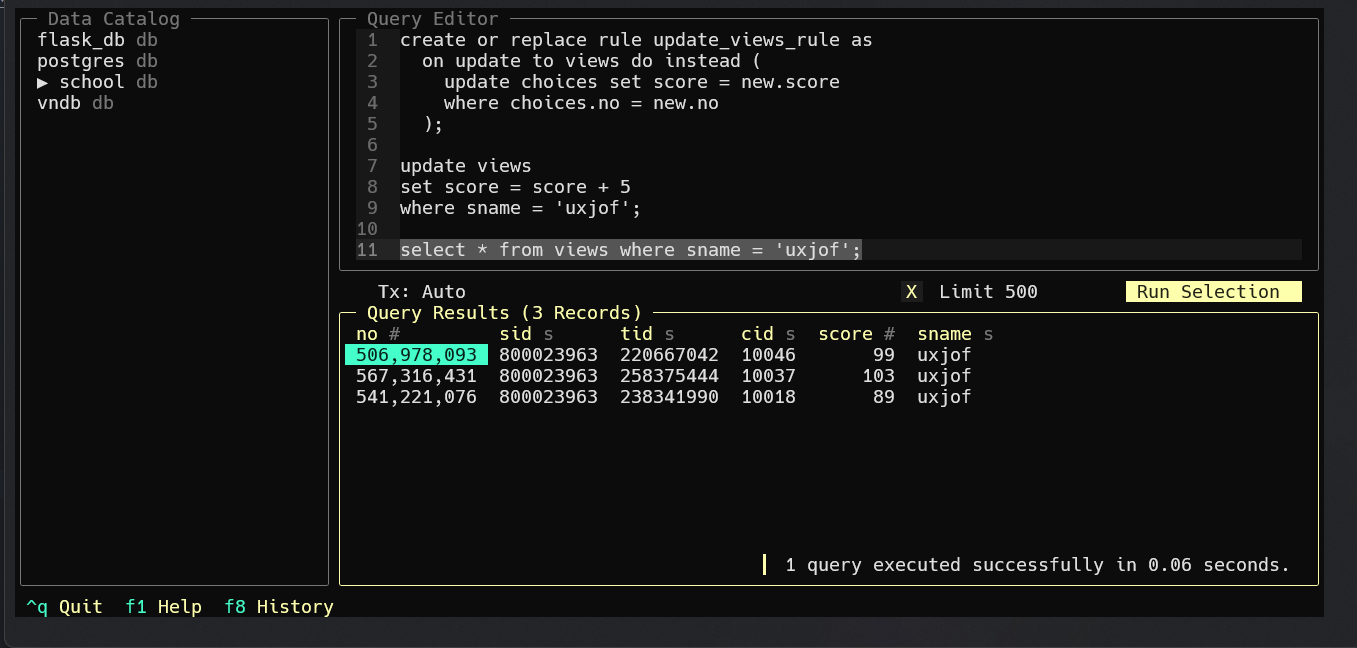 Data Catalog
flask_db db
postgres db
▶ school db
vndb db
Query Editor
1 create or replace rule update_views_rule as
2   on update to views do instead (
3     update choices set score = new.score
4     where choices.no = new.no
5   );
6
7 update views
8 set score = score + 5
9 where sname = 'uxjof';
10
11 select * from views where sname = 'uxjof';
Tx: Auto X Limit 500 Run Selection
Query Results (3 Records)
no # sid s tid s cid s score # sname s
506,978,093 800023963 220667042 10046 99 uxjof
567,316,431 800023963 258375444 10037 103 uxjof
541,221,076 800023963 238341990 10018 89 uxjof
1 query executed successfully in 0.06 seconds.
^q Quit f1 Help f8 History